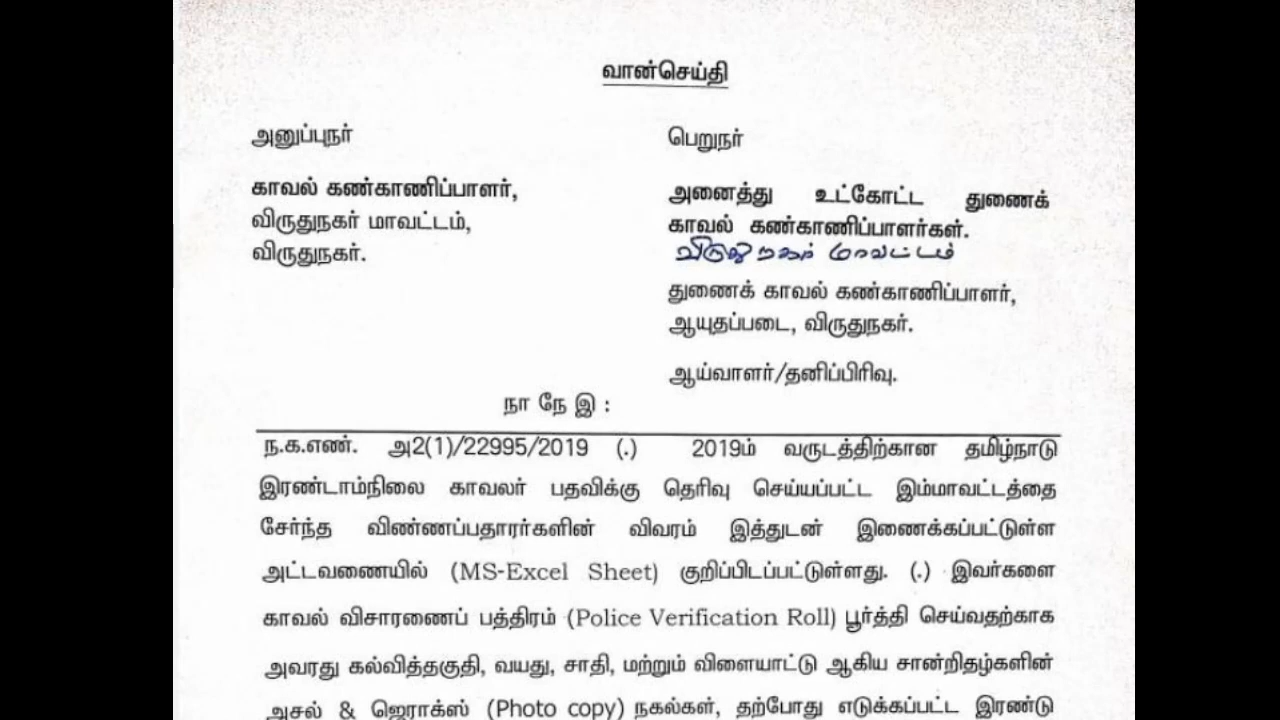 வான்செய்தி
அனுப்புநர்
காவல் கண்காணிப்பாளர்,
விருதுநகர் மாவட்டம்,
விருதுநகர்.
பெறுநர்
அனைத்து உட்கோட்ட துணைக்
காவல் கண்காணிப்பாளர்கள்.
விருதுநகர் மாவட்டம்
துணைக் காவல் கண்காணிப்பாளர்,
ஆயுதப்படை, விருதுநகர்.
ஆய்வாளர்/தனிப்பிரிவு.
நா நே இ :
ந.க.எண். அ2(1)/22995/2019 (.) 2019ம் வருடத்திற்கான தமிழ்நாடு
இரண்டாம்நிலை காவலர் பதவிக்கு தெரிவு செய்யப்பட்ட இம்மாவட்டத்தை
சேர்ந்த விண்ணப்பதாரர்களின் விவரம் இத்துடன் இணைக்கப்பட்டுள்ள
அட்டவணையில் (MS-Excel Sheet) குறிப்பிடப்பட்டுள்ளது. (.) இவர்களை
காவல் விசாரணைப் பத்திரம் (Police Verification Roll) பூர்த்தி செய்வதற்காக
அவரது கல்வித்தகுதி, வயது, சாதி, மற்றும் விளையாட்டு ஆகிய சான்றிதழ்களின்
அசல் & ஜெராக்ஸ் (Photo copy) நகல்கள், தற்போது எடுக்கப்பட்ட இரண்டு